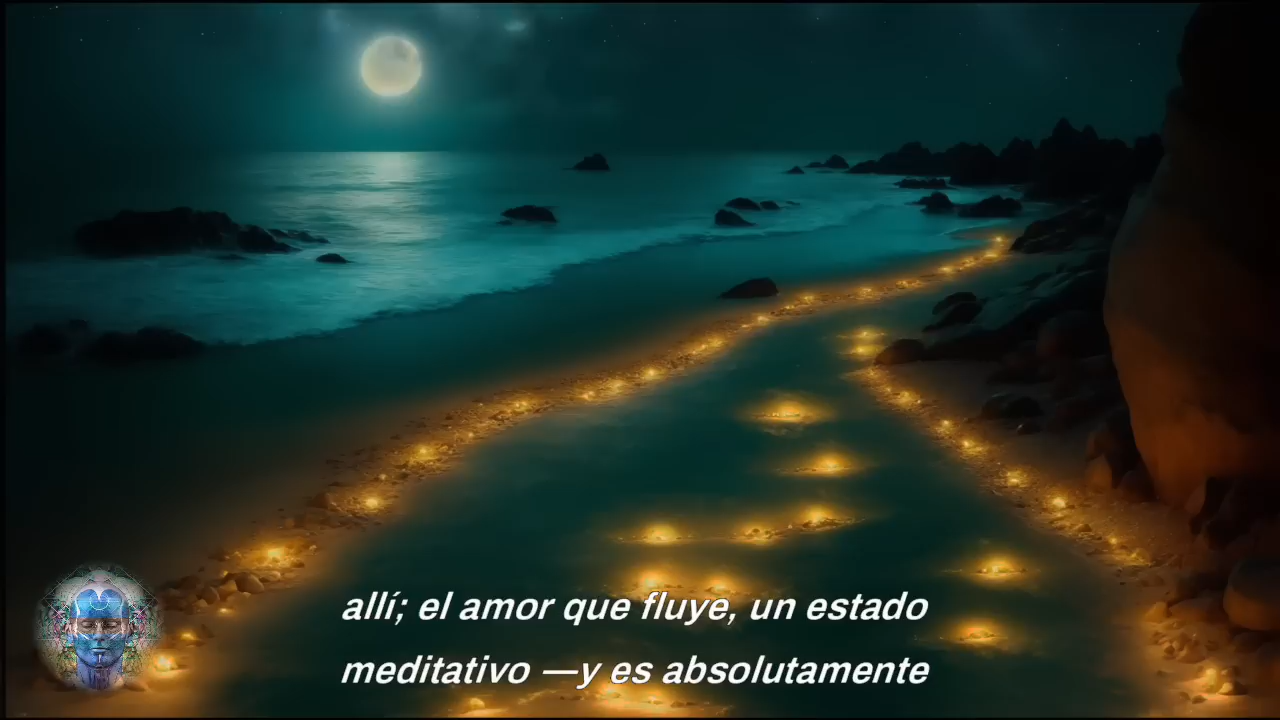 allí; el amor que fluye, un estado
meditativo —y es absolutamente